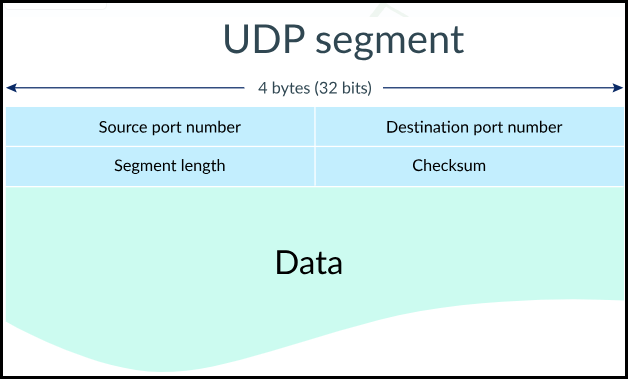 UDP segment
4 bytes (32 bits)
Source port number
Destination port number
Segment length
Checksum
Data